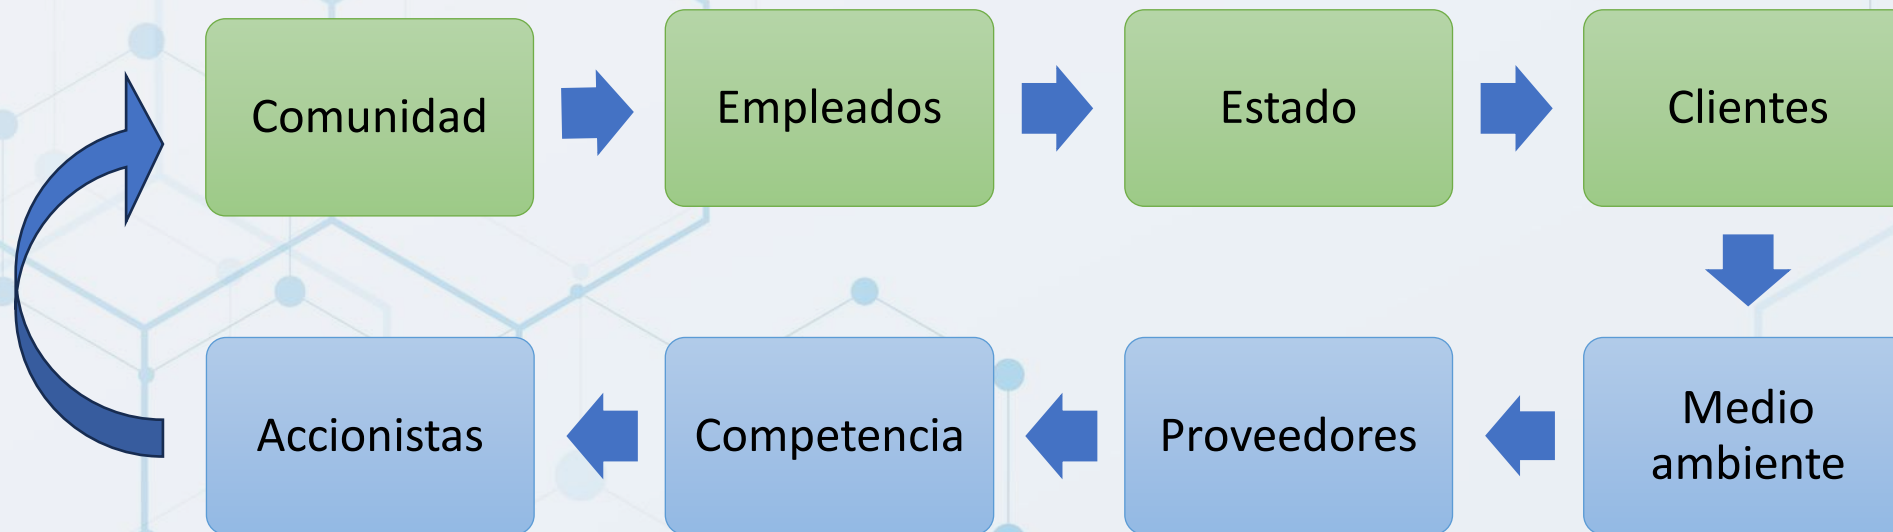 Comunidad
Empleados
Estado
Clientes
Accionistas
Competencia
Proveedores
Medio
ambiente